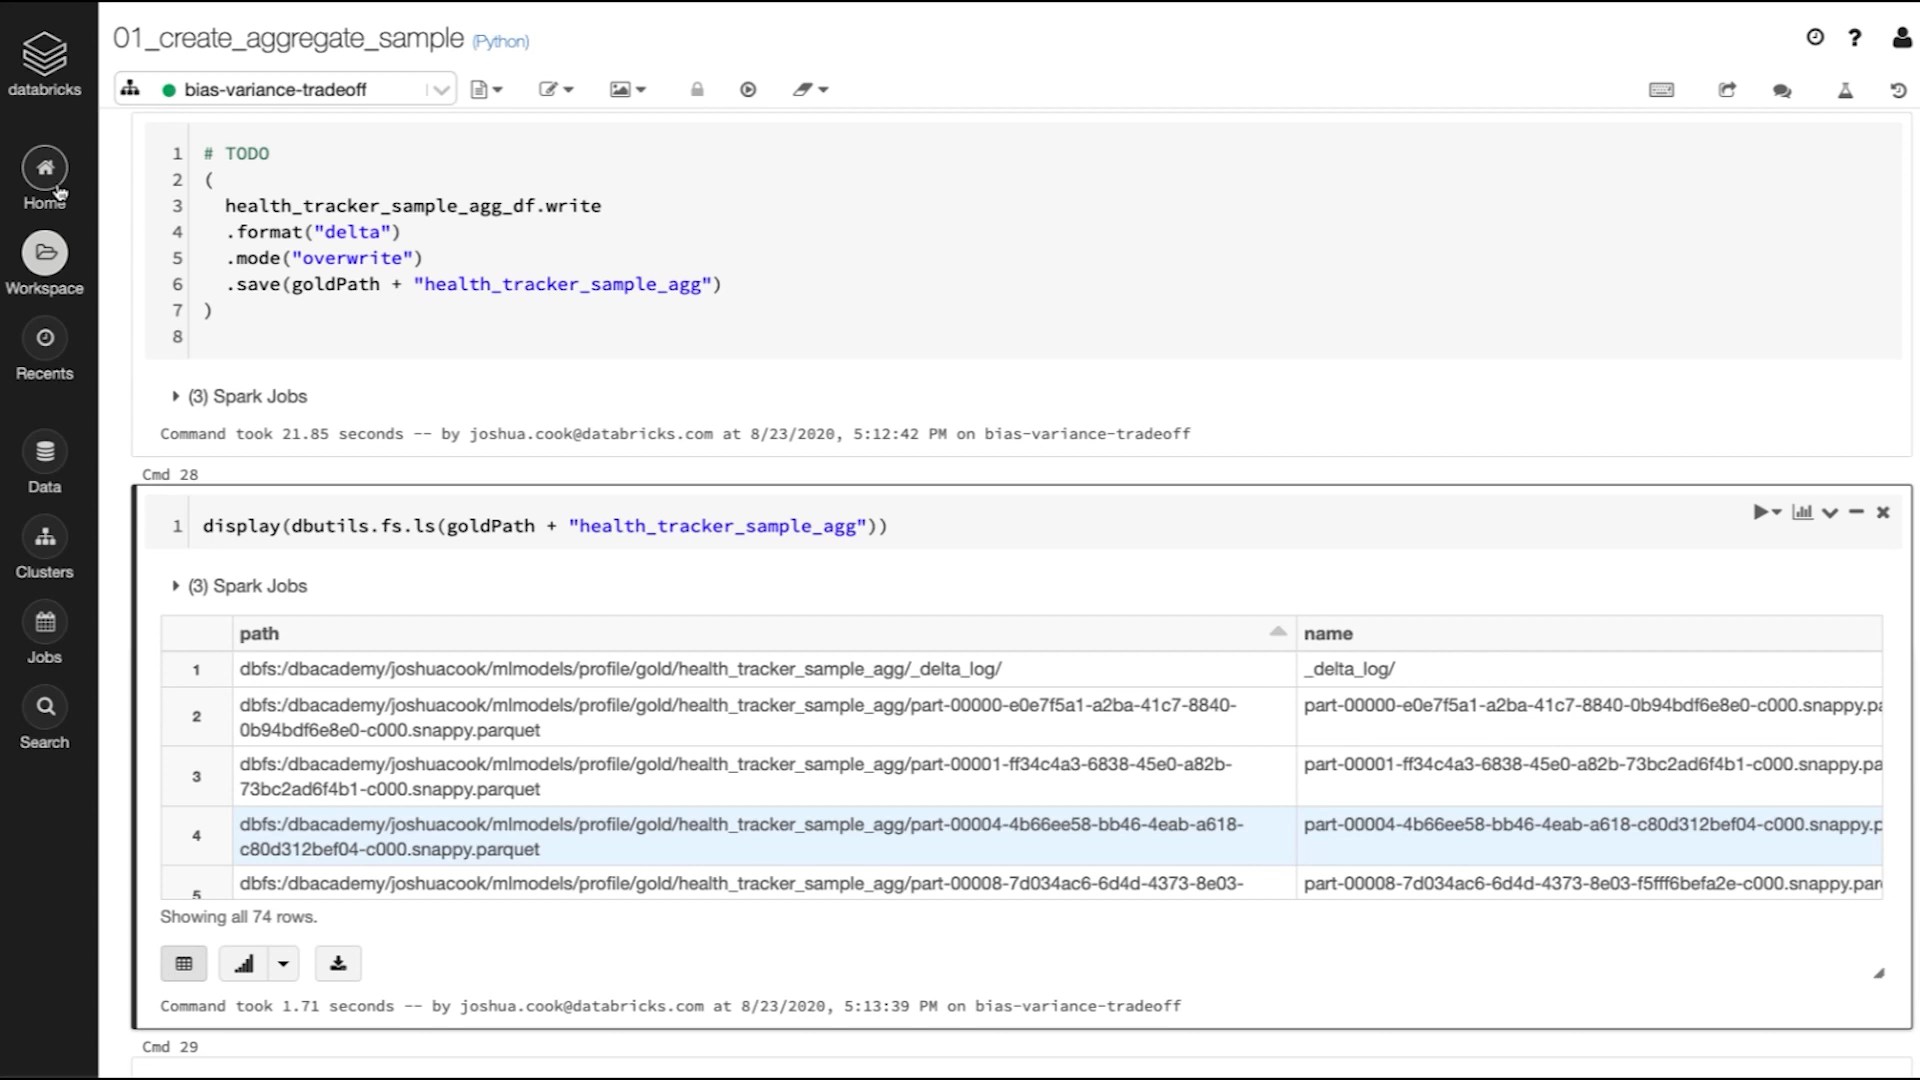 01_create_aggregate_sample (Python)
databricks
bias-variance-tradeoff
Home
Workspace
Recents
Data
Clusters
Jobs
Search
1 # TODO
2 (
3 health_tracker_sample_agg_df.write
4 .format("delta")
5 .mode("overwrite")
6 .save(goldPath + "health_tracker_sample_agg")
7 )
8
(3) Spark Jobs
Command took 21.85 seconds -- by joshua.cook@databricks.com at 8/23/2020, 5:12:42 PM on bias-variance-tradeoff
Cmd 28
1 display(dbutils.fs.ls(goldPath + "health_tracker_sample_agg"))
(3) Spark Jobs
path name
1 dbfs:/dbacademy/joshuacook/mlmodels/profile/gold/health_tracker_sample_agg/_delta_log/ _delta_log/
2 dbfs:/dbacademy/joshuacook/mlmodels/profile/gold/health_tracker_sample_agg/part-00000-e0e7f5a1-a2ba-41c7-8840- part-00000-e0e7f5a1-a2ba-41c7-8840-0b94bdf6e8e0-c000.snappy.pa
0b94bdf6e8e0-c000.snappy.parquet
3 dbfs:/dbacademy/joshuacook/mlmodels/profile/gold/health_tracker_sample_agg/part-00001-ff34c4a3-6838-45e0-a82b- part-00001-ff34c4a3-6838-45e0-a82b-73bc2ad6f4b1-c000.snappy.pa
73bc2ad6f4b1-c000.snappy.parquet
4 dbfs:/dbacademy/joshuacook/mlmodels/profile/gold/health_tracker_sample_agg/part-00004-4b66ee58-bb46-4eab-a618- part-00004-4b66ee58-bb46-4eab-a618-c80d312bef04-c000.snappy.p
c80d312bef04-c000.snappy.parquet
5 dbfs:/dbacademy/joshuacook/mlmodels/profile/gold/health_tracker_sample_agg/part-00008-7d034ac6-6d4d-4373-8e03- part-00008-7d034ac6-6d4d-4373-8e03-f5fff6befa2e-c000.snappy.par
Showing all 74 rows.
Command took 1.71 seconds -- by joshua.cook@databricks.com at 8/23/2020, 5:13:39 PM on bias-variance-tradeoff
Cmd 29